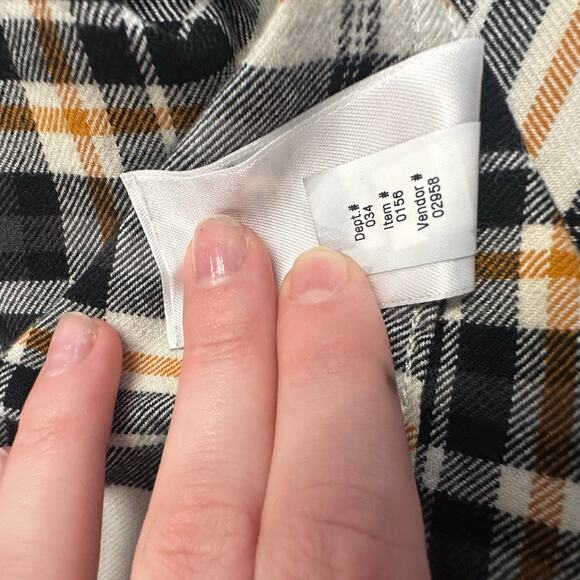 Dept.#
034
Item #
0156
Vendor #
02958